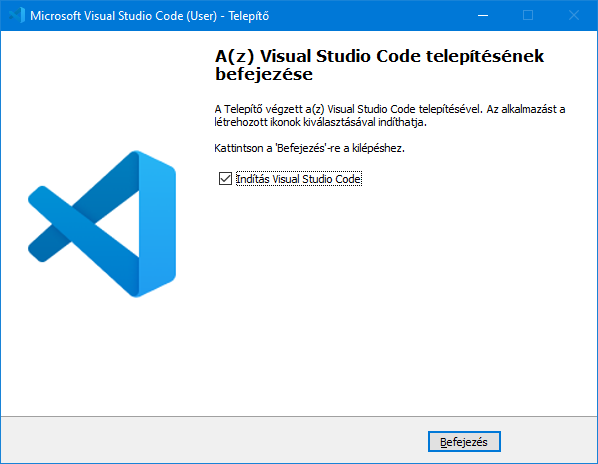 Microsoft Visual Studio Code (User) - Telepítő
A(z) Visual Studio Code telepítésének
befejezése
A Telepítő végzett a(z) Visual Studio Code telepítésével. Az alkalmazást a
létrehozott ikonok kiválasztásával indíthatja.
Kattintson a 'Befejezés'-re a kilépéshez.
Indítás Visual Studio Code
Befejezés